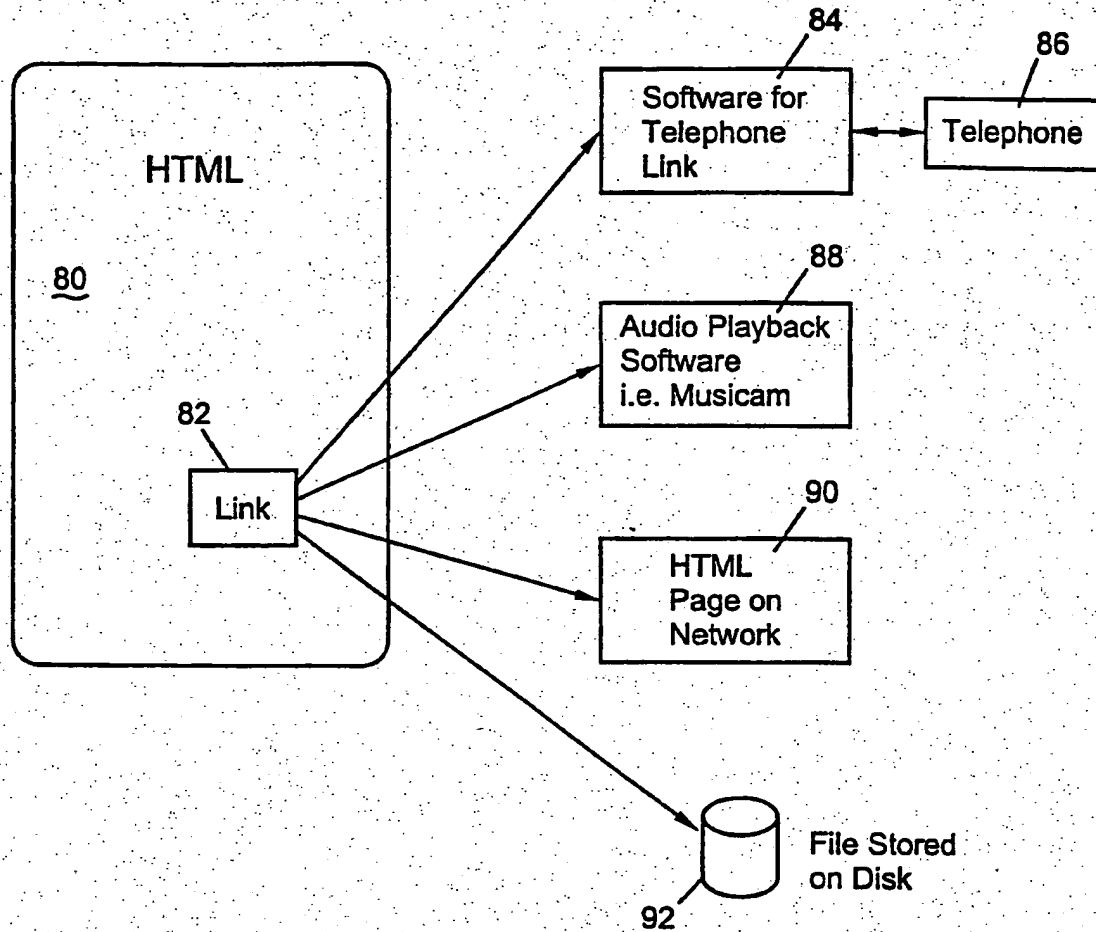 84
86
Software for
Telephone
Link
Telephone
HTML
80
88
Audio Playback
Software
i.e. Musicam
82
Link
90
HTML
Page on
Network
File Stored
on Disk
92